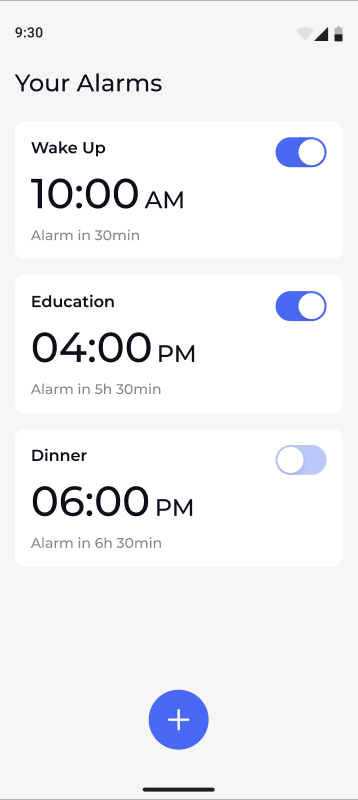 9:30
Your Alarms
Wake Up
10:00 AM
Alarm in 30min
Education
04:00 PM
Alarm in 5h 30min
Dinner
06:00 PM
Alarm in 6h 30min